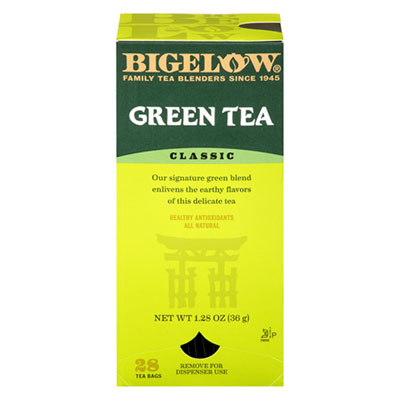 BIGELOW®
FAMILY TEA BLENDERS SINCE 1945
GREEN TEA
CLASSIC
Our signature green blend
enlivens the earthy flavors
of this delicate tea
HEALTHY ANTIOXIDANTS
ALL NATURAL
NET WT 1.28 OZ (36 g)
P
28
TEA BAGS
REMOVE FOR
DISPENSER USE